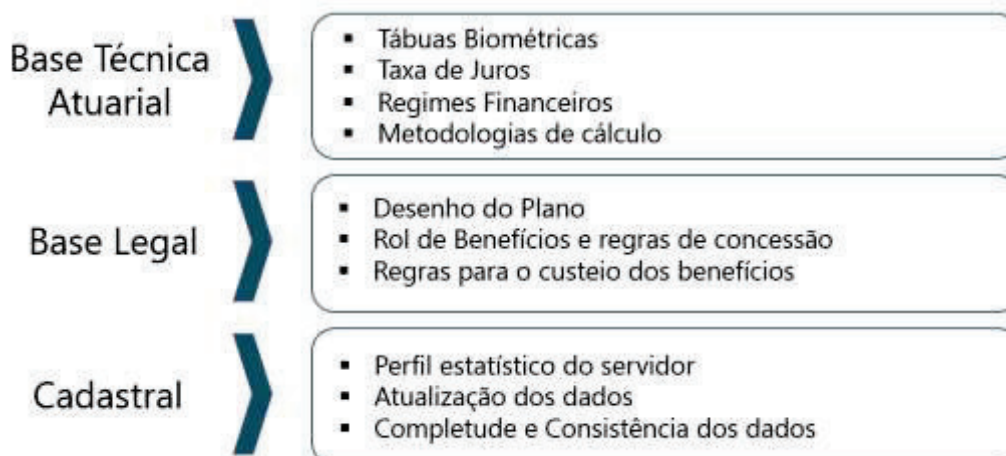 Base Técnica
Atuarial
▪ Tábuas Biométricas
▪ Taxa de Juros
▪ Regimes Financeiros
▪ Metodologias de cálculo
Base Legal
▪ Desenho do Plano
▪ Rol de Benefícios e regras de concessão
▪ Regras para o custeio dos benefícios
Cadastral
▪ Perfil estatístico do servidor
▪ Atualização dos dados
▪ Completude e Consistência dos dados